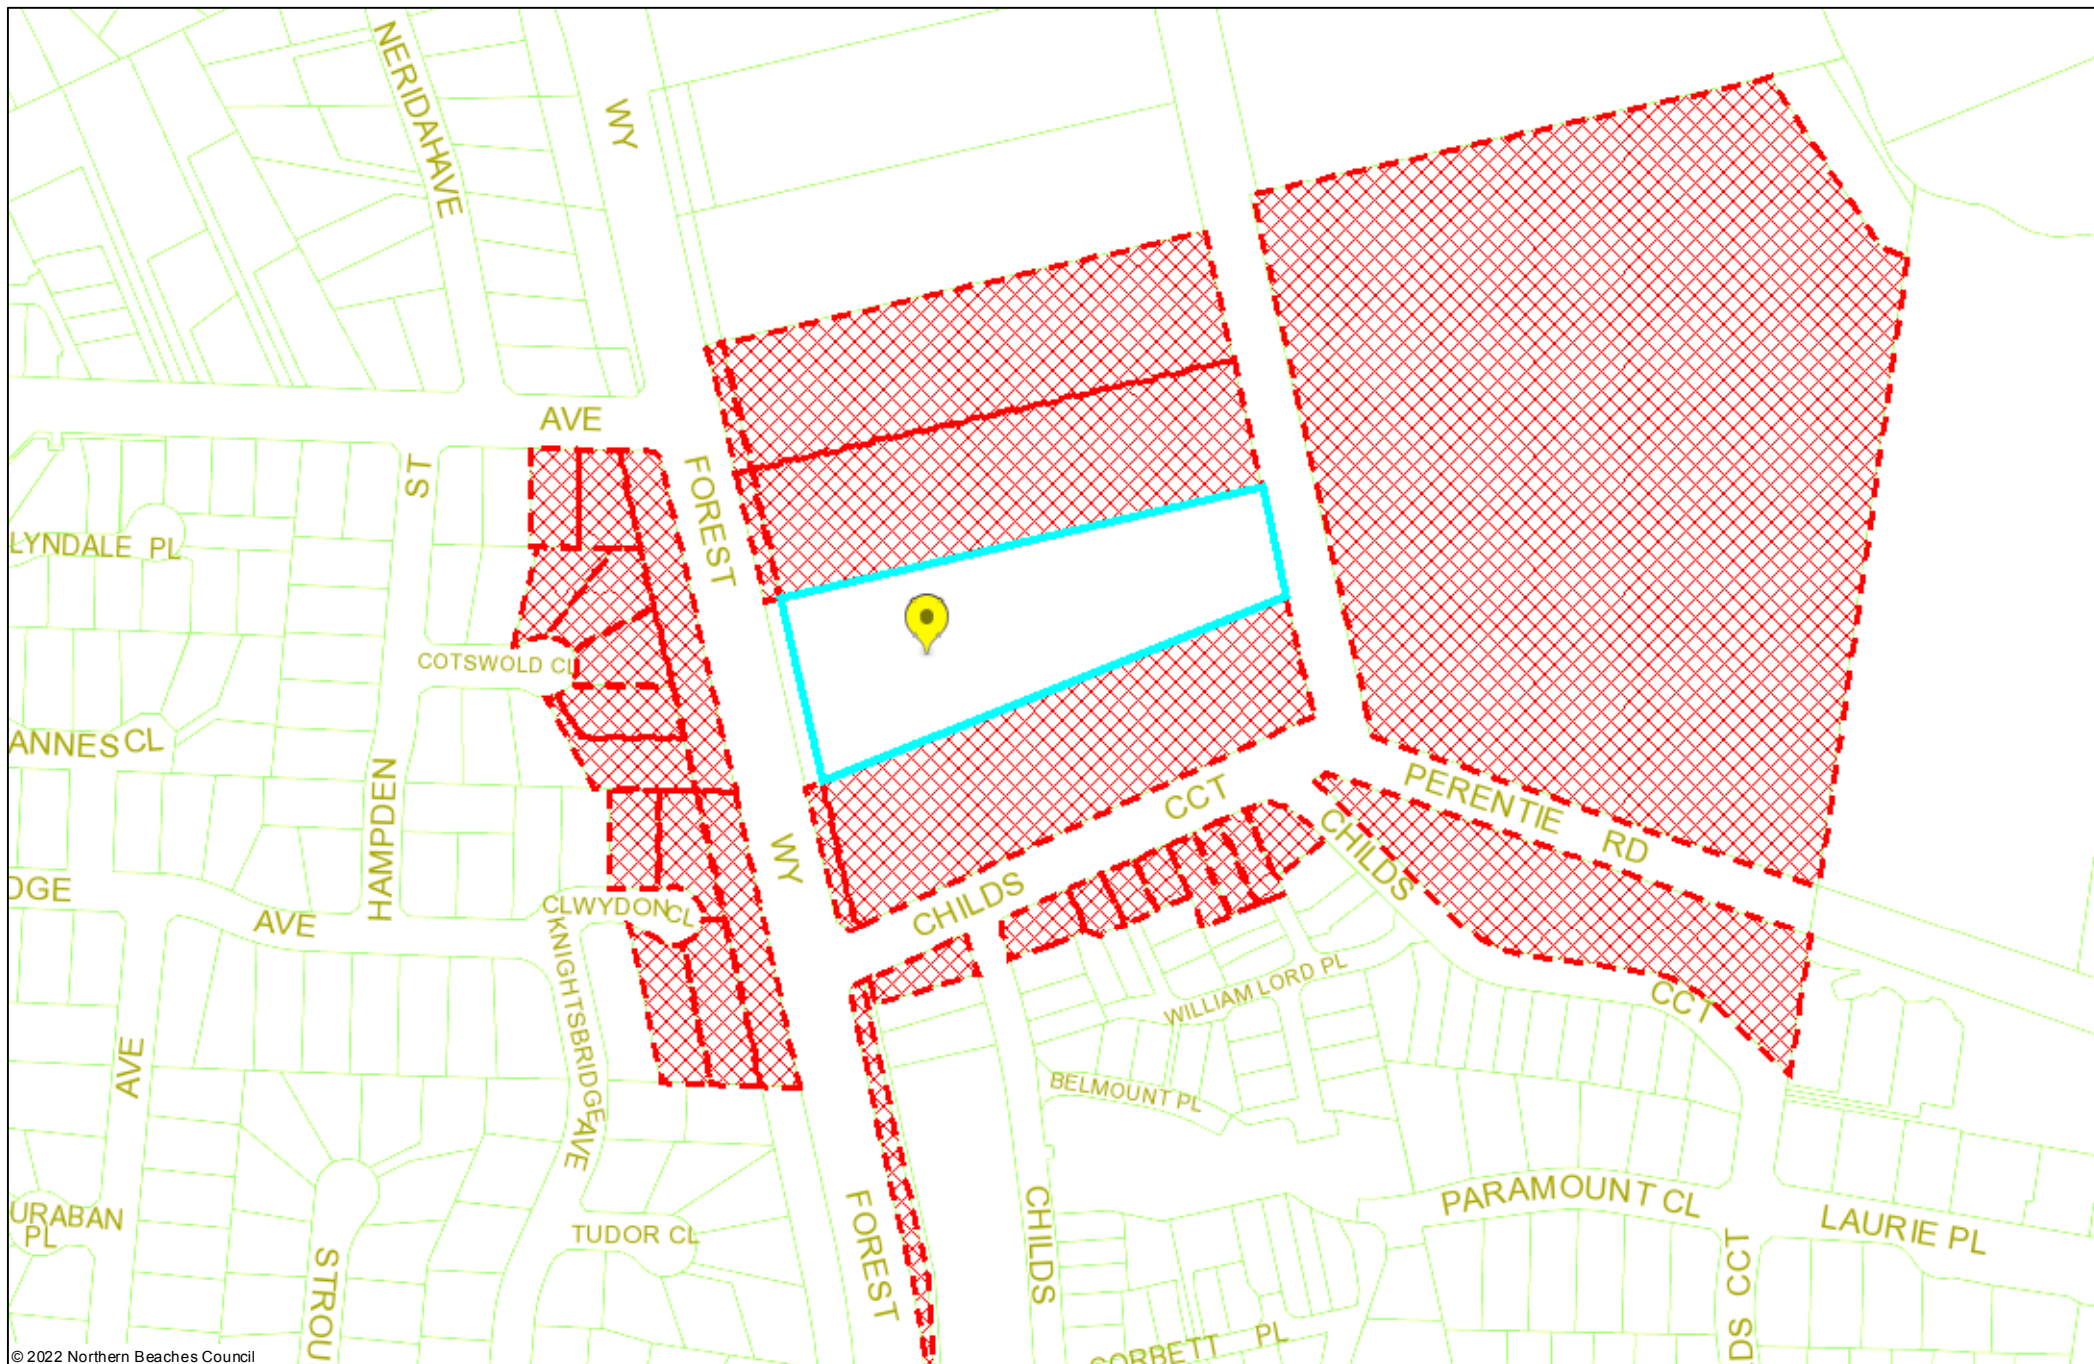 NERIDAH AVE
WY
AVE
ST
FOREST
LYNDALE PL
COTSWOLD CL
ANNES CL
HAMPDEN
PERENTIE RD
CHILDS CCT
WY
CHILDS
OGE
AVE
CLWYDON CL
KNIGHTSBRIDGE AVE
WILLIAM LORD PL
CCT
AVE
BELMOUNT PL
PARAMOUNT CL
LAURIE PL
URABAN
PL
TUDOR CL
FOREST
CHILDS
STROU
DS CCT
CORBETT PL
© 2022 Northern Beaches Council